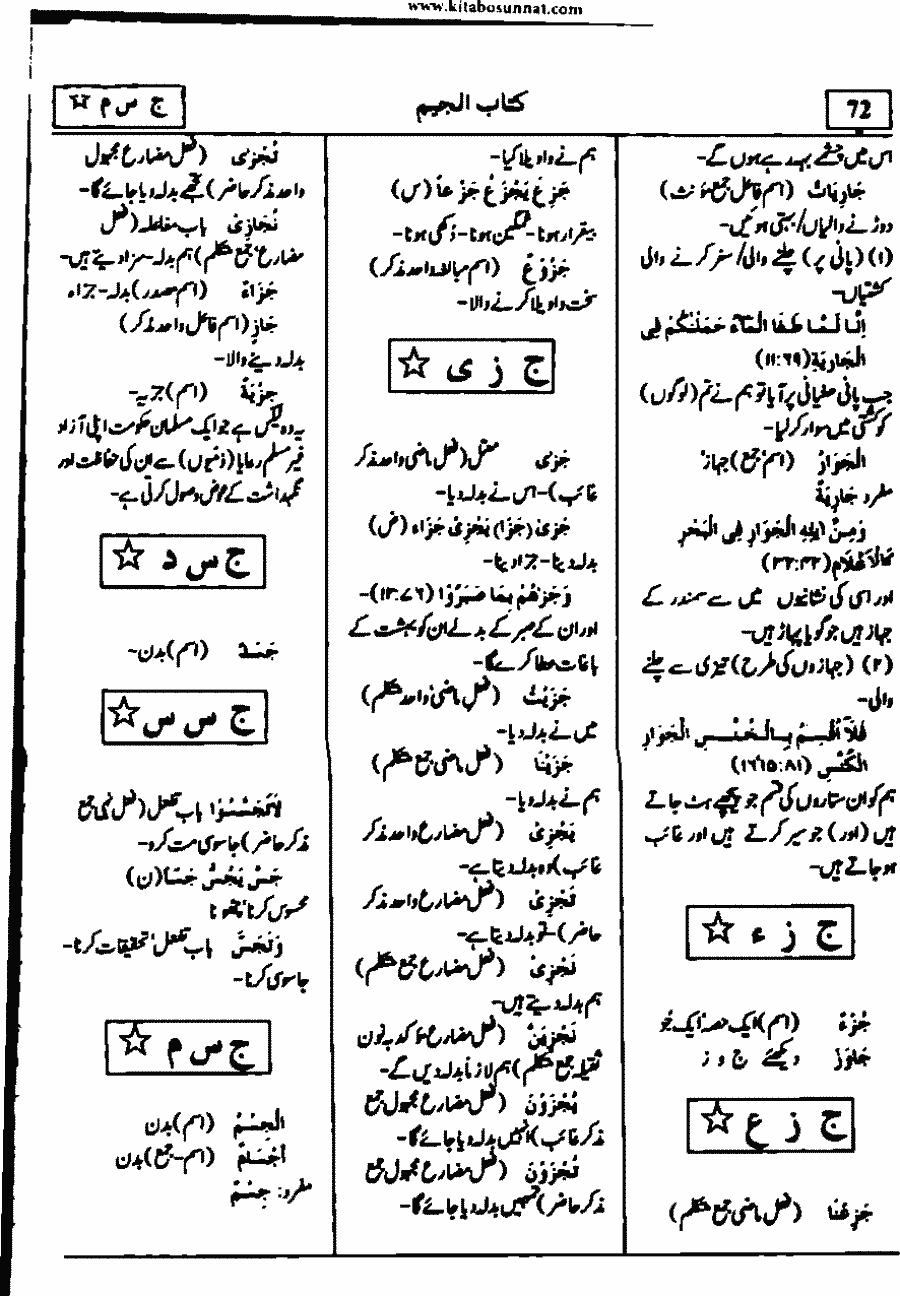 www.kitabosunnat.com
72
کتاب الجیم
ج س م ☆
اس میں دو چشمے بہہ رہے ہوں گے۔
جَارِیَاتٌ (اسم فاعل جمع مؤنث)
دوڑنے والیاں/بہتی ہوئیں۔
(۱) (پانی پر) چلنے والی/سفر کرنے والی
کشتیاں۔
اِنَّا لَـمَّا طَغَا الْمَآءُ حَمَلْنٰكُمْ فِی
الْجَارِیَةِ (۱۱:۶۹)
جب پانی طغیانی پر آیا تو ہم نے تم (لوگوں)
کو کشتی میں سوار کرلیا۔
الْجَوَارُ (اسم جمع) جہاز
مفرد جَارِیَةٌ
وَمِنْ اٰیٰتِهِ الْجَوَارِ فِی الْبَحْرِ
كَالْاَعْلَامِ (۳۲:۴۲)
اور اسی کی نشانیوں میں سے سمندر کے
جہاز ہیں جو گویا پہاڑ ہیں۔
(۲) (جہازوں کی طرح) تیزی سے چلنے
والی۔
فَلَآ اُقْسِمُ بِالْخُنَّسِ الْجَوَارِ
الْكُنَّسِ (۱۶۱۵:۸۱)
ہم کو ان ستاروں کی قسم جو پیچھے ہٹ جاتے
ہیں (اور) جو سیر کرتے ہیں اور غائب
ہو جاتے ہیں۔
ج ز ء ☆
جُزْءٌ (اسم) ایک حصہ، ایک جُو
جَاوَزَ دیکھئے ج و ز
ج ز ع ☆
جَزِعْنَا (فعل ماضی جمع متکلم)
ہم نے واویلا کیا۔
جَزِعَ یَجْزَعُ جَزْعاً (س)
بیقرار ہونا۔ غمگین ہونا۔ دُکھی ہونا۔
جَزُوْعٌ (اسم مبالغہ واحد مذکر)
سخت واویلا کرنے والا۔
ج ز ی ☆
جَزٰی معتل (فعل ماضی واحد مذکر
غائب)۔ اس نے بدلہ دیا۔
جَزٰی (جَزَا) یَجْزِیْ جَزَاء (ض)
بدلہ دینا۔ جزا دینا۔
وَجَزٰهُمْ بِمَا صَبَرُوْا (۱۲:۷۶)۔
اور ان کے صبر کے بدلے ان کو بہشت کے
باغات عطا کرے گا۔
جَزَیْتُ (فعل ماضی واحد متکلم)
میں نے بدلہ دیا۔
جَزَیْنَا (فعل ماضی جمع متکلم)
ہم نے بدلہ دیا۔
یَجْزِیْ (فعل مضارع واحد مذکر
غائب) وہ بدلہ دیتا ہے۔
تَجْزِیْ (فعل مضارع واحد مذکر
حاضر)۔ تو بدلہ دیتا ہے۔
نَجْزِیْ (فعل مضارع جمع متکلم)
ہم بدلہ دیتے ہیں۔
نَجْزِیَنَّ (فعل مضارع مؤکد بہ نون
ثقیلہ جمع متکلم) ہم لازماً بدلہ دیں گے۔
یُجْزَوْنَ (فعل مضارع مجہول جمع
مذکر غائب) انہیں بدلہ دیا جائے گا۔
تُجْزَوْنَ (فعل مضارع مجہول جمع
مذکر حاضر) تمہیں بدلہ دیا جائے گا۔
تُجْزٰی (فعل مضارع مجہول
واحد مذکر حاضر) تجھے بدلہ دیا جائے گا۔
نُجَازِیْ باب مفاعلہ (فعل
مضارع، جمع متکلم) ہم بدلہ۔ سزا دیتے ہیں۔
جَزَاءٌ (اسم مصدر) بدلہ۔ جزاء
جَازٍ (اسم فاعل واحد مذکر)
بدلہ دینے والا۔
جِزْیَةٌ (اسم) جزیہ۔
یہ وہ ٹیکس ہے جو ایک مسلمان حکومت اپنی آزاد
غیر مسلم رعایا (ذمیوں) سے ان کی حفاظت اور
نگہداشت کے عوض وصول کرتی ہے۔
ج س د ☆
جَسَدٌ (اسم) بدن۔
ج س س ☆
لاَتَجَسَّسُوْا باب تفعل (فعل نہی جمع
مذکر حاضر) جاسوسی مت کرو۔
جَسَّ یَجُسُّ جَسًّا (ن)
محسوس کرنا، چھونا
وَتَجَسَّ باب تفعل، تحقیقات کرنا۔
جاسوسی کرنا۔
ج س م ☆
الْجِسْمُ (اسم) بدن
اَجْسَامٌ (اسم۔ جمع) بدن
مفرد: جِسْمٌ